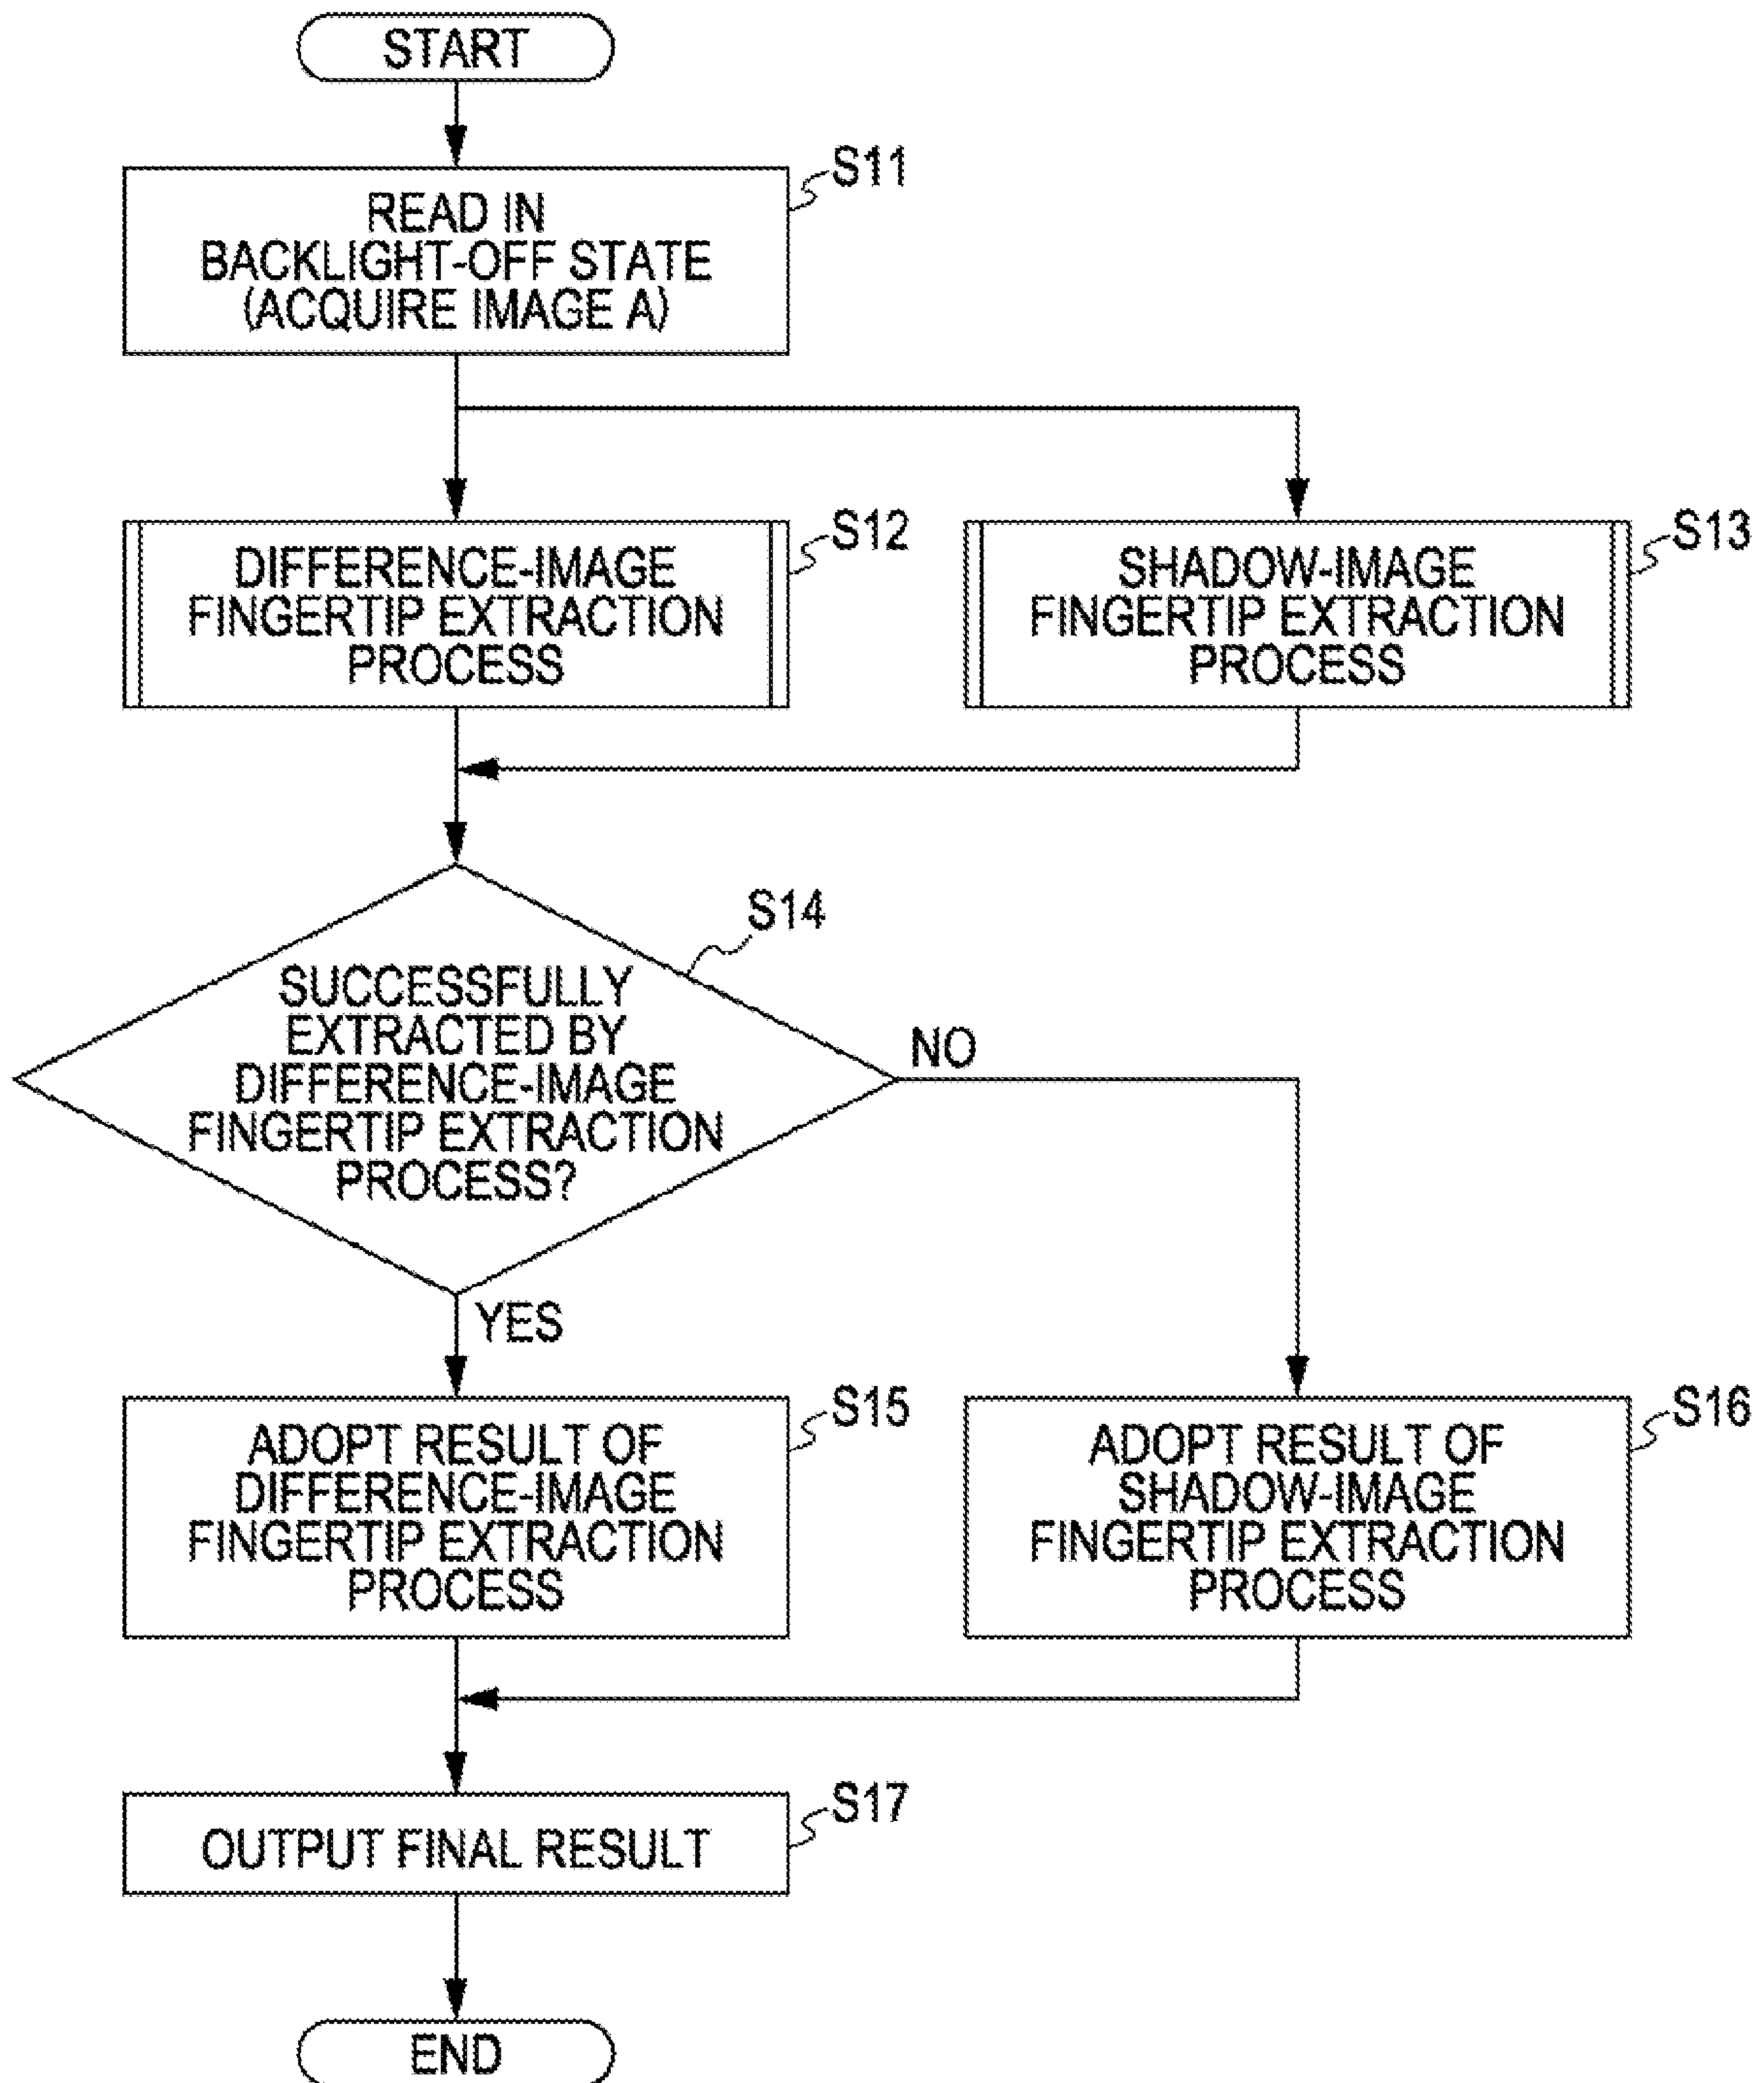 START
S11
READ IN
BACKLIGHT-OFF STATE
(ACQUIRE IMAGE A)
S12
DIFFERENCE-IMAGE
FINGERTIP EXTRACTION
PROCESS
S13
SHADOW-IMAGE
FINGERTIP EXTRACTION
PROCESS
S14
SUCCESSFULLY
EXTRACTED BY
DIFFERENCE-IMAGE
FINGERTIP EXTRACTION
PROCESS?
NO
YES
S15
ADOPT RESULT OF
DIFFERENCE-IMAGE
FINGERTIP EXTRACTION
PROCESS
S16
ADOPT RESULT OF
SHADOW-IMAGE
FINGERTIP EXTRACTION
PROCESS
S17
OUTPUT FINAL RESULT
END